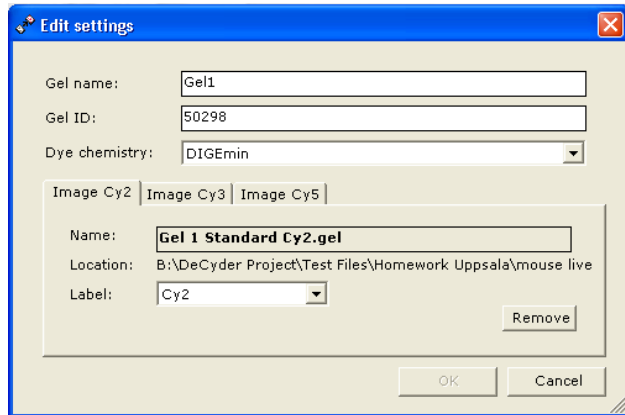 Edit settings
Gel name: Gel1
Gel ID: 50298
Dye chemistry: DIGEmin
Image Cy2 Image Cy3 Image Cy5
Name: Gel 1 Standard Cy2.gel
Location: B:\DeCyder Project\Test Files\Homework Uppsala\mouse live
Label: Cy2
Remove
OK Cancel